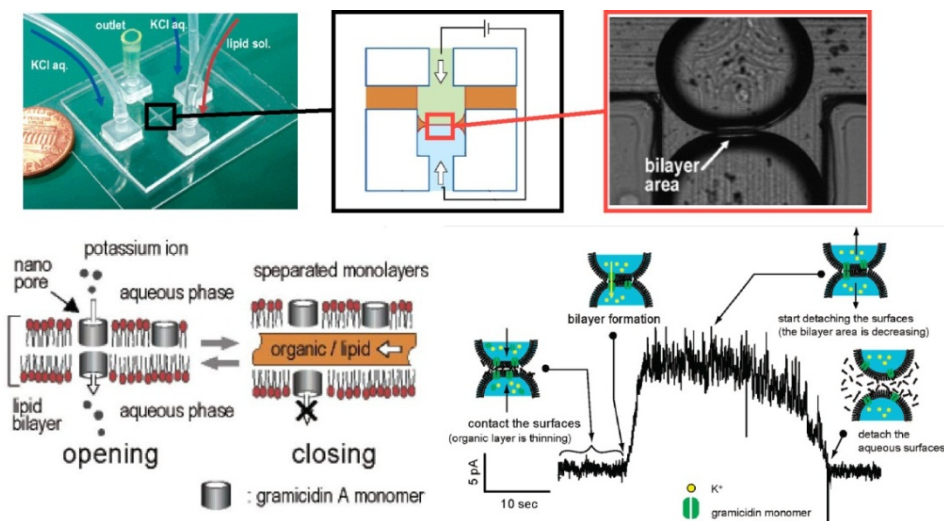 outlet
KCl aq.
lipid sol.
KCl aq.
bilayer
area
potassium ion
nano
pore
aqueous phase
speparated monolayers
organic / lipid
lipid
bilayer
aqueous phase
opening
closing
: gramicidin A monomer
bilayer formation
start detaching the surfaces
(the bilayer area is decreasing)
contact the surfaces
(organic layer is thinning)
detach the
aqueous surfaces
5 pA
10 sec
K+
gramicidin monomer